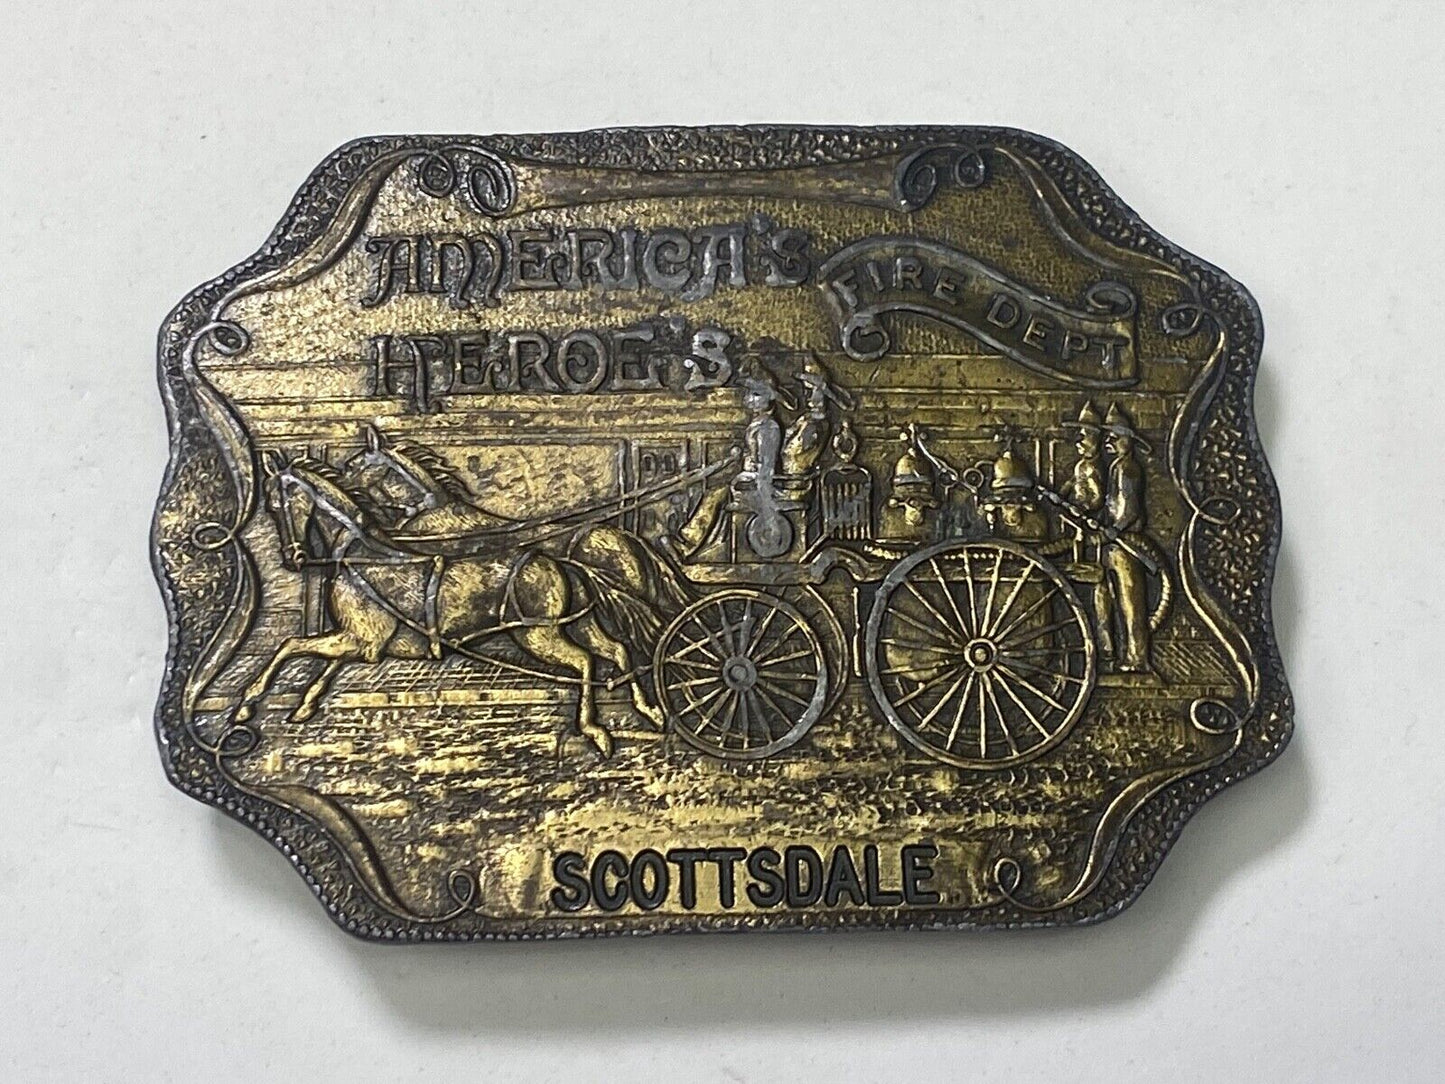 AMERICA'S
HEROE'S
FIRE DEPT
SCOTTSDALE